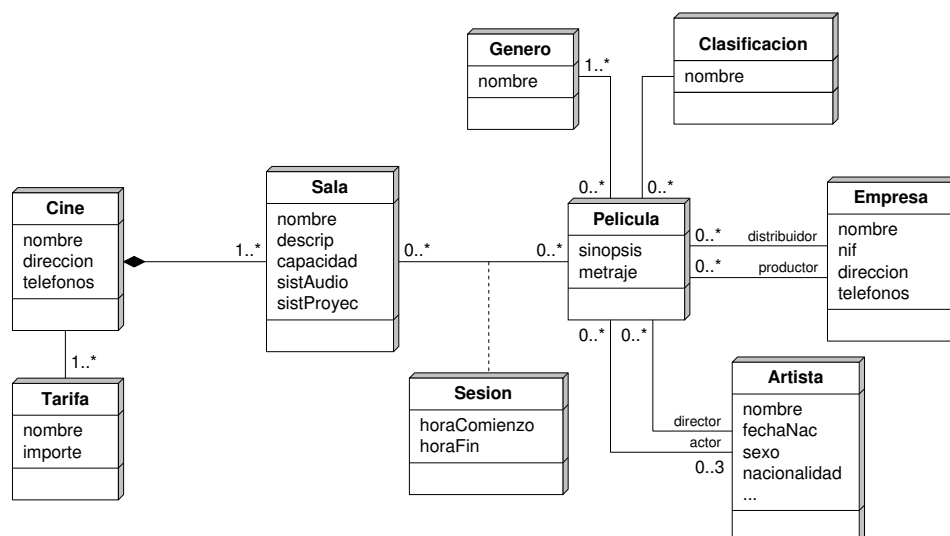 Genero
nombre
1..*
0..*
Clasificacion
nombre
0..*
Cine
nombre
direccion
telefonos
1..*
Tarifa
nombre
importe
1..*
Sala
nombre
descrip
capacidad
sistAudio
sistProyec
0..*
0..*
Sesion
horaComienzo
horaFin
Pelicula
sinopsis
metraje
0..*
distribuidor
0..*
productor
Empresa
nombre
nif
direccion
telefonos
0..*
0..*
director
actor
0..3
Artista
nombre
fechaNac
sexo
nacionalidad
...